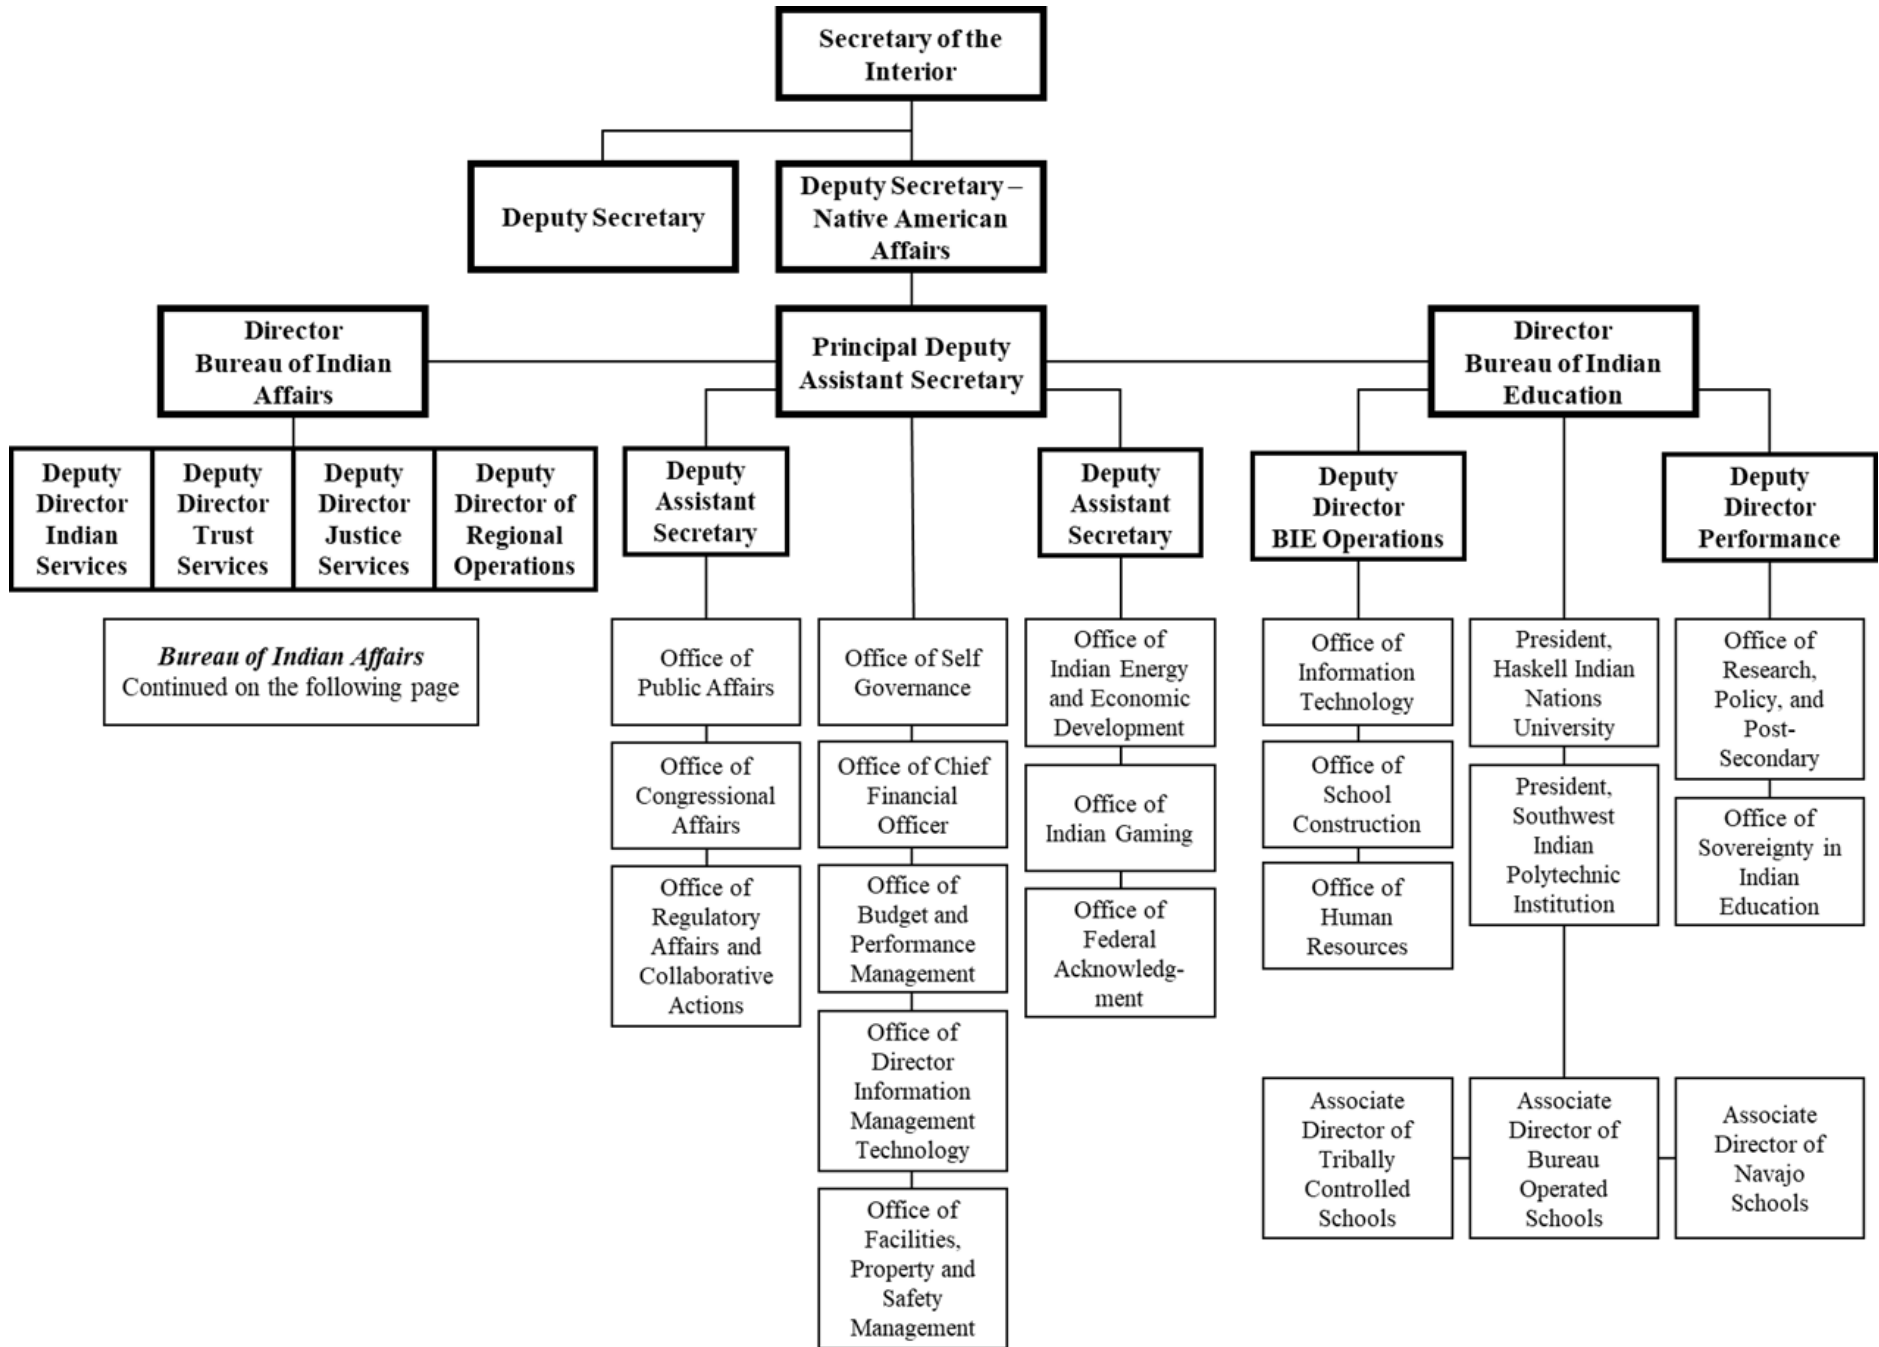 Secretary of the
Interior
Deputy Secretary
Deputy Secretary –
Native American
Affairs
Director
Bureau of Indian
Affairs
Principal Deputy
Assistant Secretary
Director
Bureau of Indian
Education
Deputy
Director
Indian
Services
Deputy
Director
Trust
Services
Deputy
Director
Justice
Services
Deputy
Director of
Regional
Operations
Deputy
Assistant
Secretary
Deputy
Assistant
Secretary
Deputy
Director
BIE Operations
Deputy
Director
Performance
Bureau of Indian Affairs
Continued on the following page
Office of
Public Affairs
Office of
Congressional
Affairs
Office of
Regulatory
Affairs and
Collaborative
Actions
Office of Self
Governance
Office of Chief
Financial
Officer
Office of
Budget and
Performance
Management
Office of
Director
Information
Management
Technology
Office of
Facilities,
Property and
Safety
Management
Office of
Indian Energy
and Economic
Development
Office of
Indian Gaming
Office of
Federal
Acknowledg-
ment
Office of
Information
Technology
Office of
School
Construction
Office of
Human
Resources
President,
Haskell Indian
Nations
University
President,
Southwest
Indian
Polytechnic
Institution
Office of
Research,
Policy, and
Post-
Secondary
Office of
Sovereignty in
Indian
Education
Associate
Director of
Tribally
Controlled
Schools
Associate
Director of
Bureau
Operated
Schools
Associate
Director of
Navajo
Schools